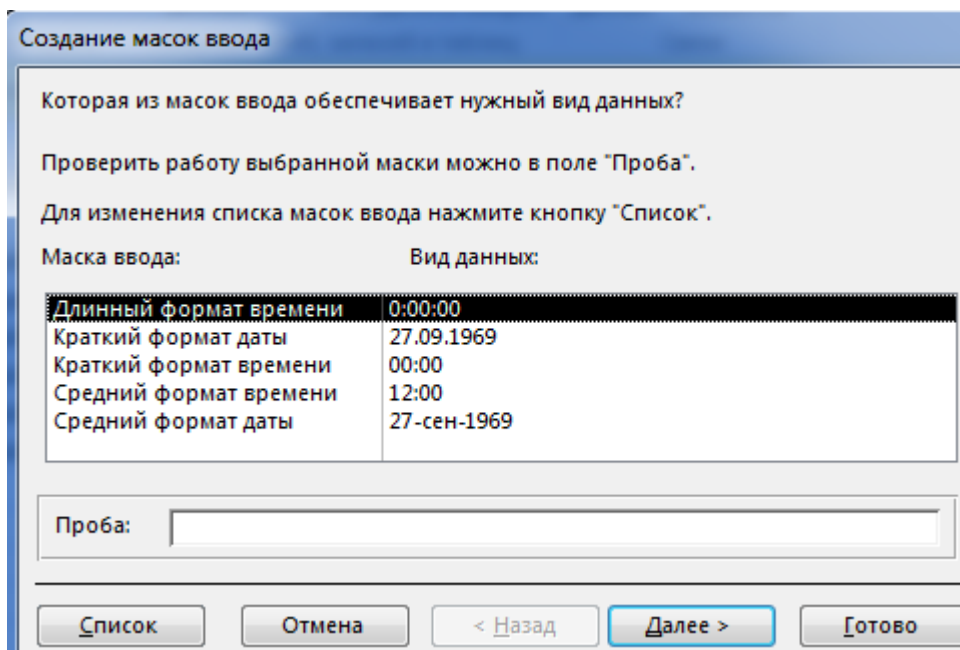 Создание масок ввода
Которая из масок ввода обеспечивает нужный вид данных?
Проверить работу выбранной маски можно в поле "Проба".
Для изменения списка масок ввода нажмите кнопку "Список".
Маска ввода: Вид данных:
Длинный формат времени 0:00:00
Краткий формат даты 27.09.1969
Краткий формат времени 00:00
Средний формат времени 12:00
Средний формат даты 27-сен-1969
Проба:
Список Отмена < Назад Далее > Готово